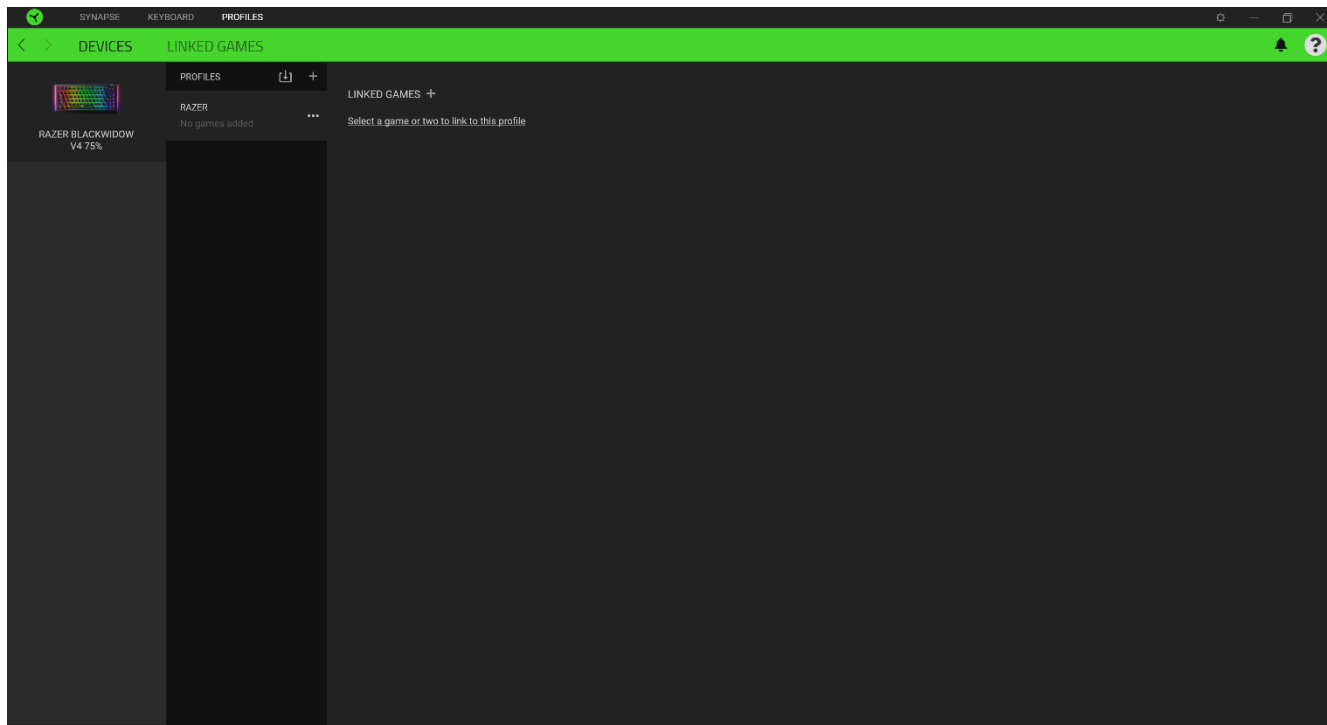 SYNAPSE KEYBOARD PROFILES
DEVICES LINKED GAMES ?
RAZER BLACKWIDOW
V4 75%
PROFILES
RAZER
No games added
LINKED GAMES +
Select a game or two to link to this profile